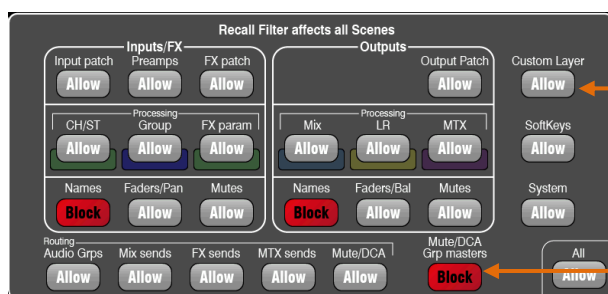 Recall Filter affects all Scenes
Inputs/FX Outputs
Input patch Preamps FX patch Output Patch Custom Layer
Allow Allow Allow Allow Allow
Processing Processing
CH/ST Group FX param Mix LR MTX SoftKeys
Allow Allow Allow Allow Allow Allow Allow
Names Faders/Pan Mutes Names Faders/Bal Mutes System
Block Allow Allow Block Allow Allow Allow
Routing Mute/DCA
Audio Grps Mix sends FX sends MTX sends Mute/DCA Grp masters All
Allow Allow Allow Allow Allow Block Allow